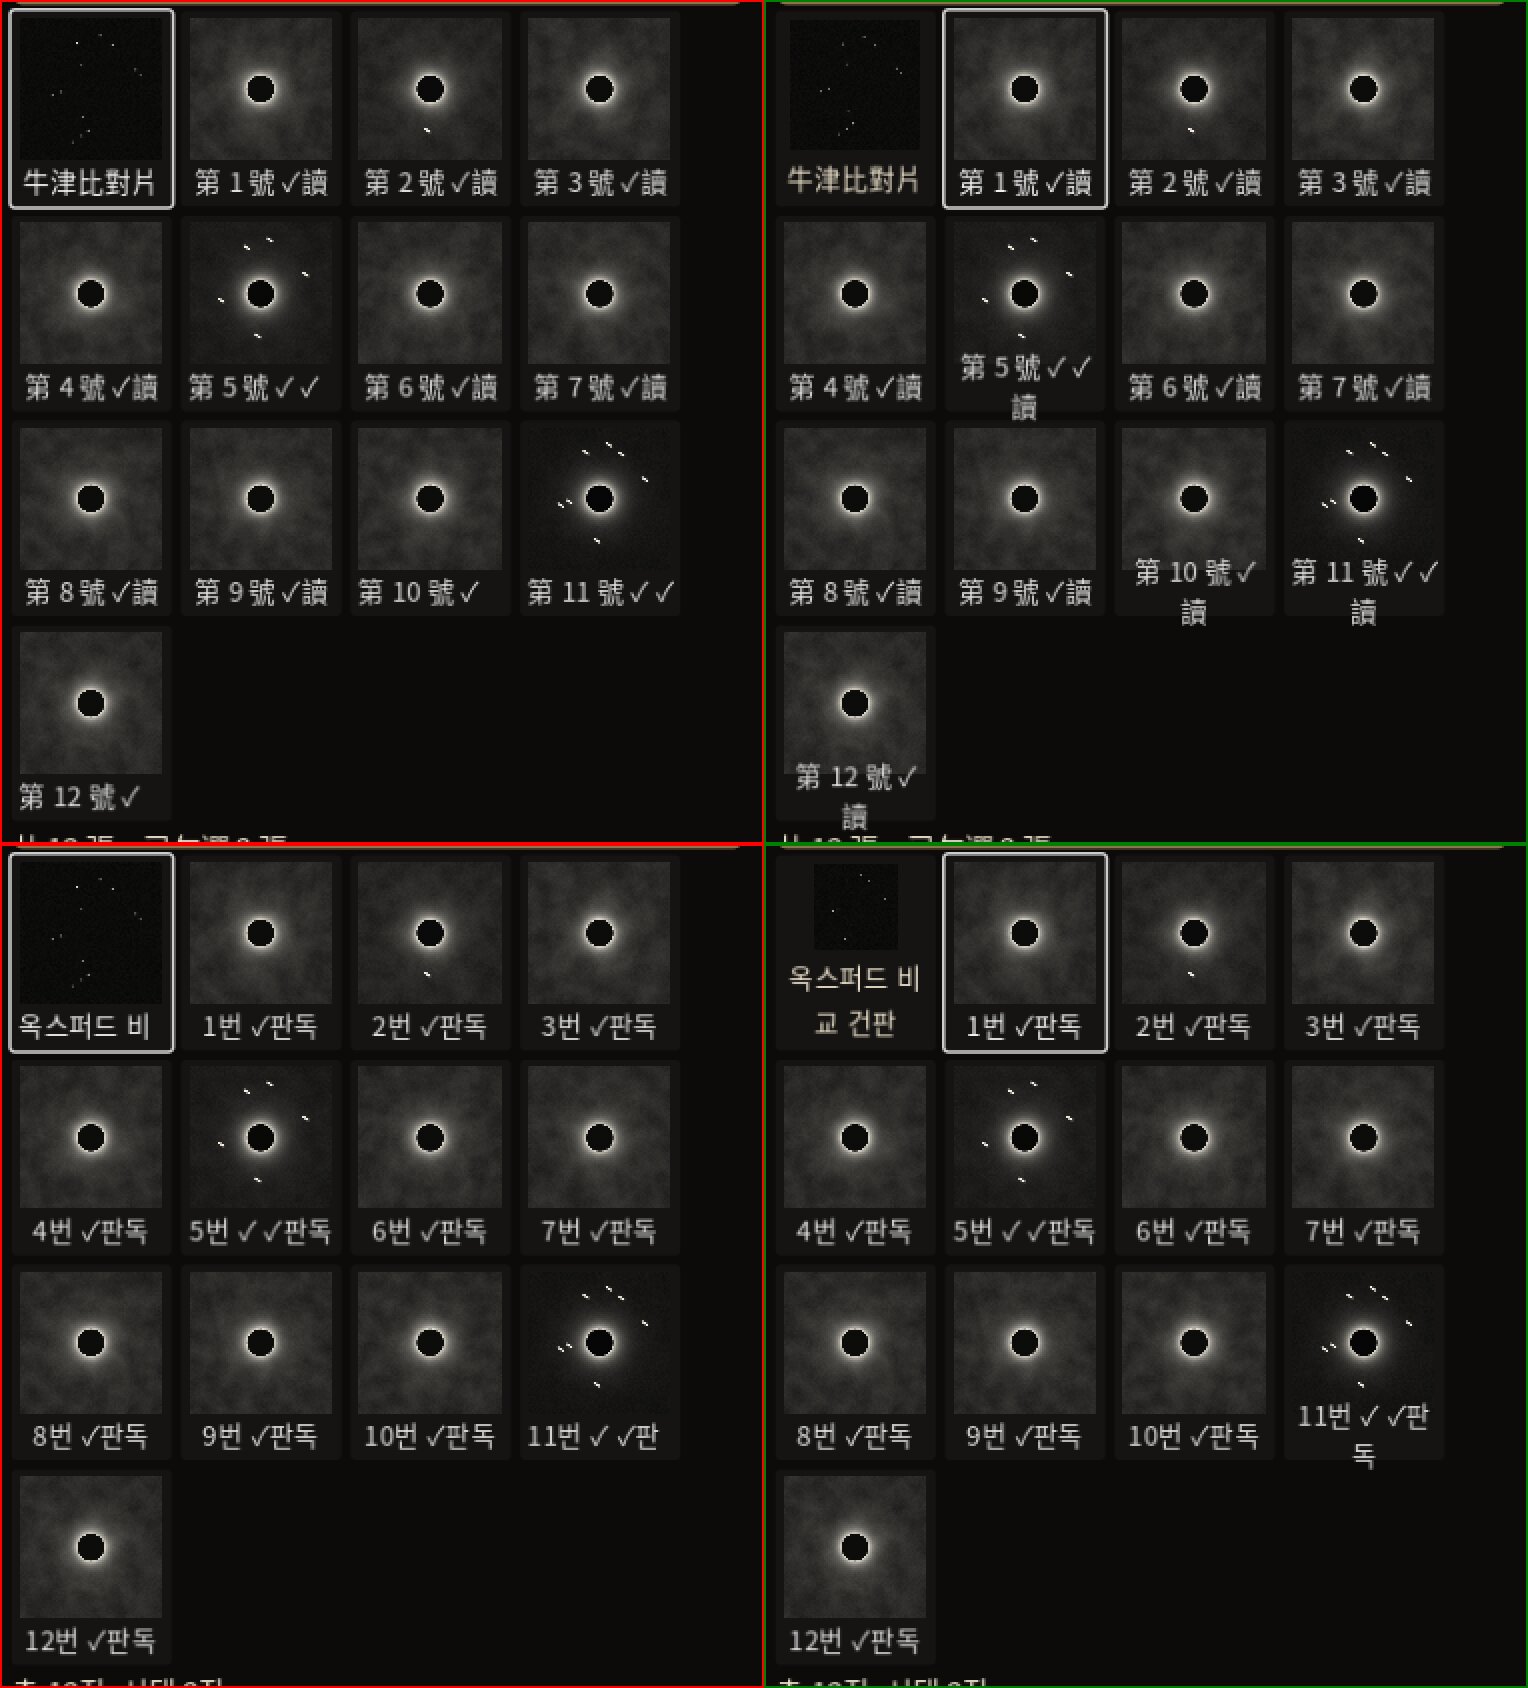 牛津比對片
第 1 號 ✓讀
第 2 號 ✓讀
第 3 號 ✓讀
第 4 號 ✓讀
第 5 號 ✓ ✓
第 6 號 ✓讀
第 7 號 ✓讀
第 8 號 ✓讀
第 9 號 ✓讀
第 10 號 ✓
第 11 號 ✓ ✓
第 12 號 ✓
牛津比對片
第 1 號 ✓讀
第 2 號 ✓讀
第 3 號 ✓讀
第 4 號 ✓讀
第 5 號 ✓ ✓
讀
第 6 號 ✓讀
第 7 號 ✓讀
第 8 號 ✓讀
第 9 號 ✓讀
第 10 號 ✓
讀
第 11 號 ✓ ✓
讀
第 12 號 ✓
讀
옥스퍼드 비
1번 ✓판독
2번 ✓판독
3번 ✓판독
4번 ✓판독
5번 ✓ ✓판독
6번 ✓판독
7번 ✓판독
8번 ✓판독
9번 ✓판독
10번 ✓판독
11번 ✓ ✓판
12번 ✓판독
옥스퍼드 비
교 건판
1번 ✓판독
2번 ✓판독
3번 ✓판독
4번 ✓판독
5번 ✓ ✓판독
6번 ✓판독
7번 ✓판독
8번 ✓판독
9번 ✓판독
10번 ✓판독
11번 ✓ ✓판
독
12번 ✓판독